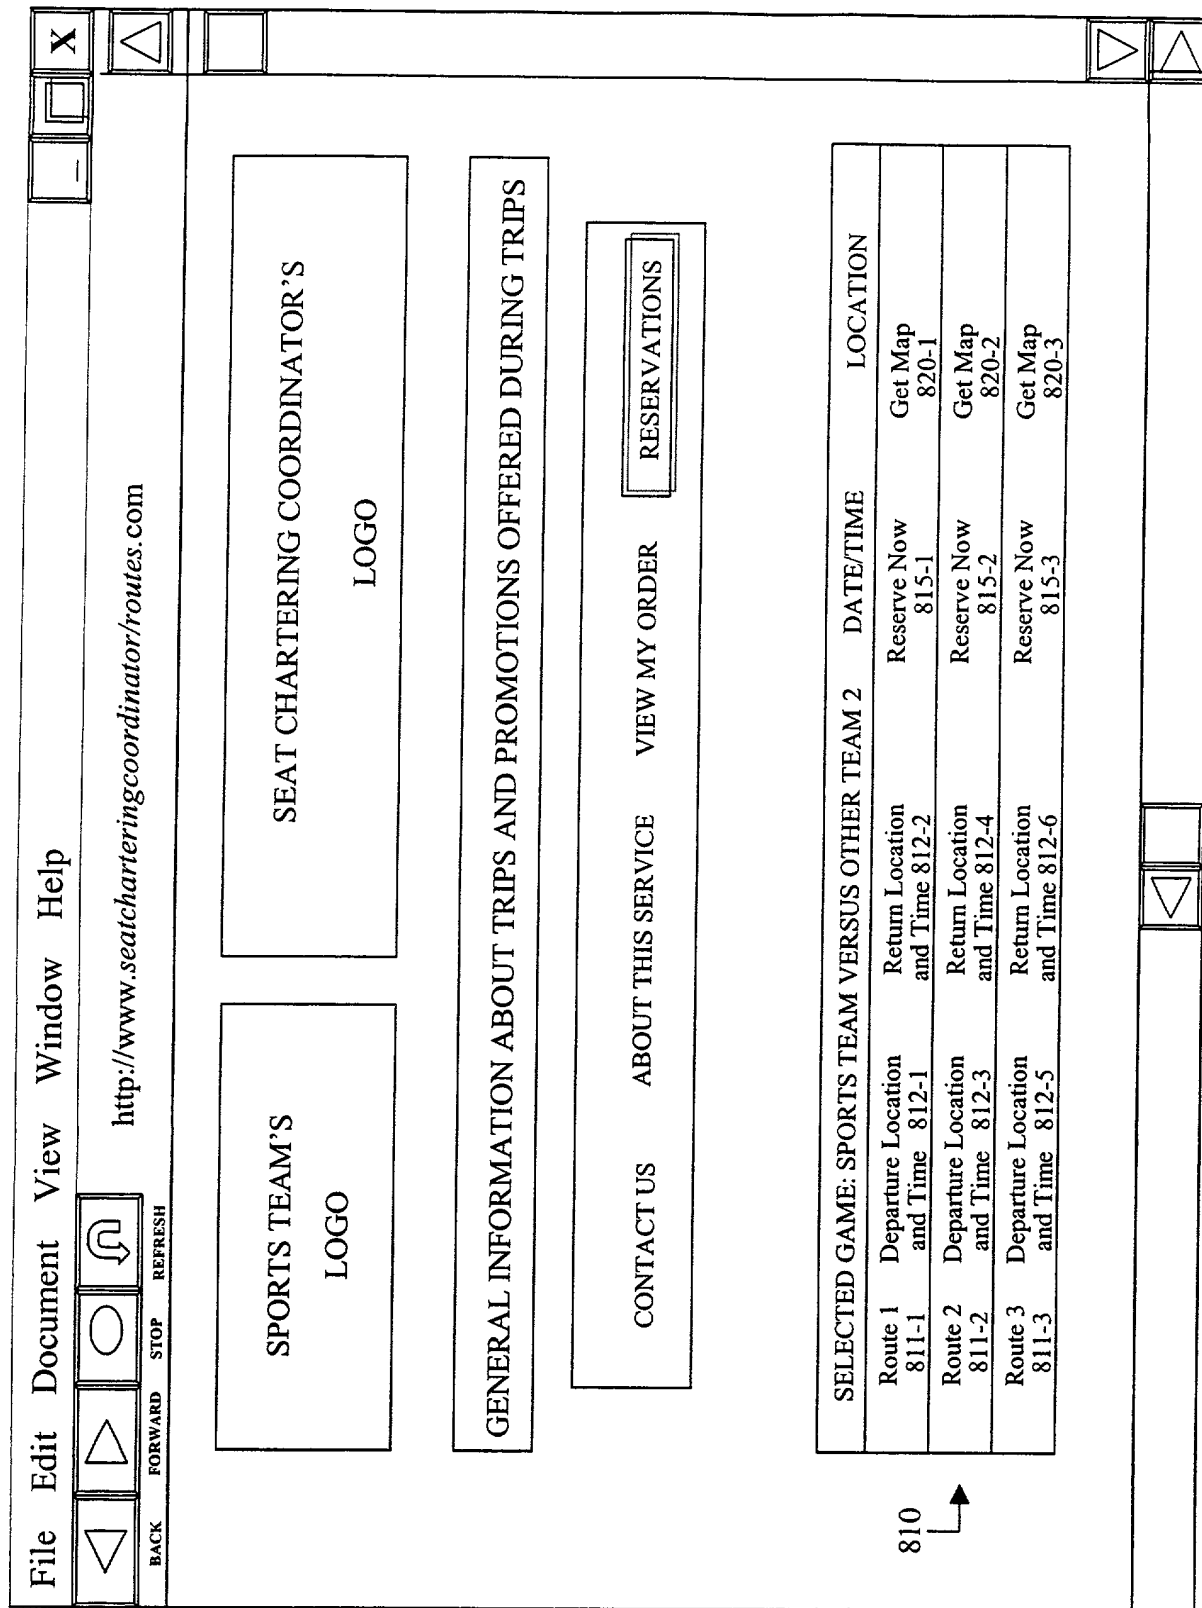 File Edit Document View Window Help
X
http://www.seatcharteringcoordinator/routes.com
BACK FORWARD STOP REFRESH
SPORTS TEAM'S
LOGO
SEAT CHARTERING COORDINATOR'S
LOGO
GENERAL INFORMATION ABOUT TRIPS AND PROMOTIONS OFFERED DURING TRIPS
CONTACT US ABOUT THIS SERVICE VIEW MY ORDER RESERVATIONS
SELECTED GAME: SPORTS TEAM VERSUS OTHER TEAM 2 DATE/TIME LOCATION
Route 1 Departure Location Return Location Reserve Now Get Map
811-1 and Time 812-1 and Time 812-2 815-1 820-1
Route 2 Departure Location Return Location Reserve Now Get Map
811-2 and Time 812-3 and Time 812-4 815-2 820-2
Route 3 Departure Location Return Location Reserve Now Get Map
811-3 and Time 812-5 and Time 812-6 815-3 820-3
810